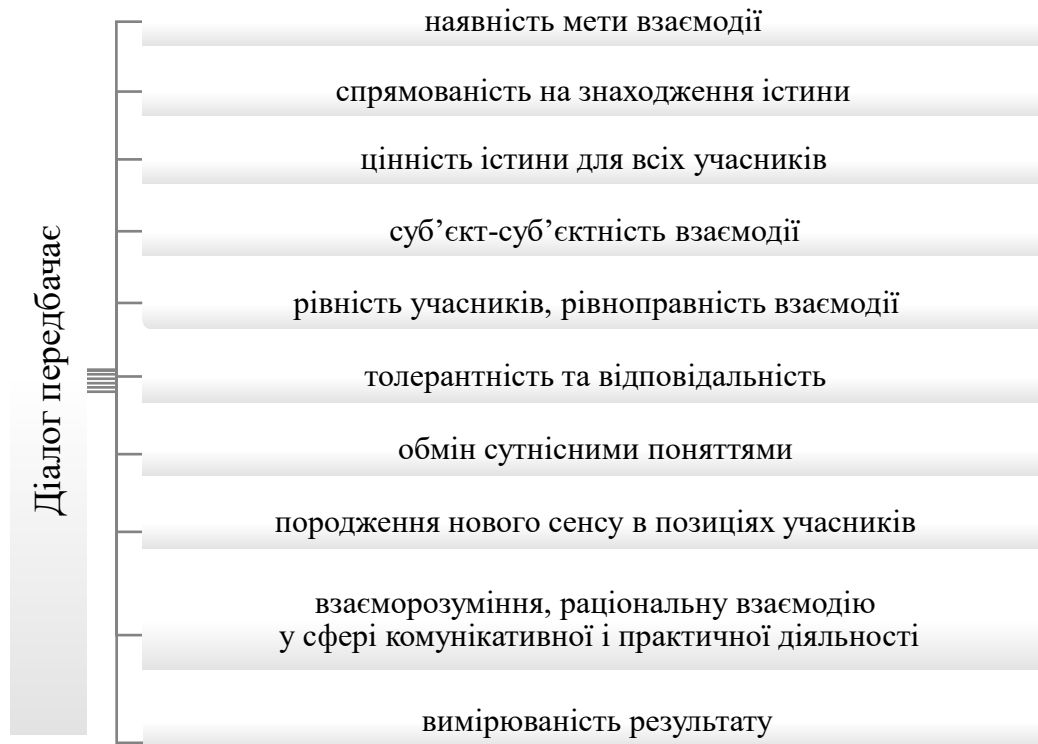 Діалог передбачає
наявність мети взаємодії
спрямованість на знаходження істини
цінність істини для всіх учасників
суб’єкт-суб’єктність взаємодії
рівність учасників, рівноправність взаємодії
толерантність та відповідальність
обмін сутнісними поняттями
породження нового сенсу в позиціях учасників
взаєморозуміння, раціональну взаємодію
у сфері комунікативної і практичної діяльності
вимірюваність результату